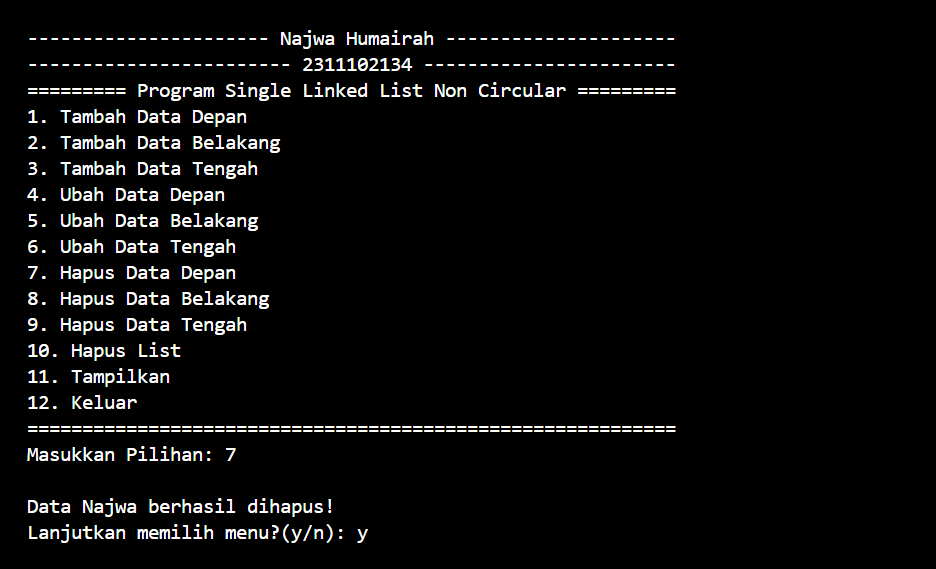 ---------------------- Najwa Humairah ---------------------
------------------------ 2311102134 -----------------------
========= Program Single Linked List Non Circular =========
1. Tambah Data Depan
2. Tambah Data Belakang
3. Tambah Data Tengah
4. Ubah Data Depan
5. Ubah Data Belakang
6. Ubah Data Tengah
7. Hapus Data Depan
8. Hapus Data Belakang
9. Hapus Data Tengah
10. Hapus List
11. Tampilkan
12. Keluar
===========================================================
Masukkan Pilihan: 7
Data Najwa berhasil dihapus!
Lanjutkan memilih menu?(y/n): y